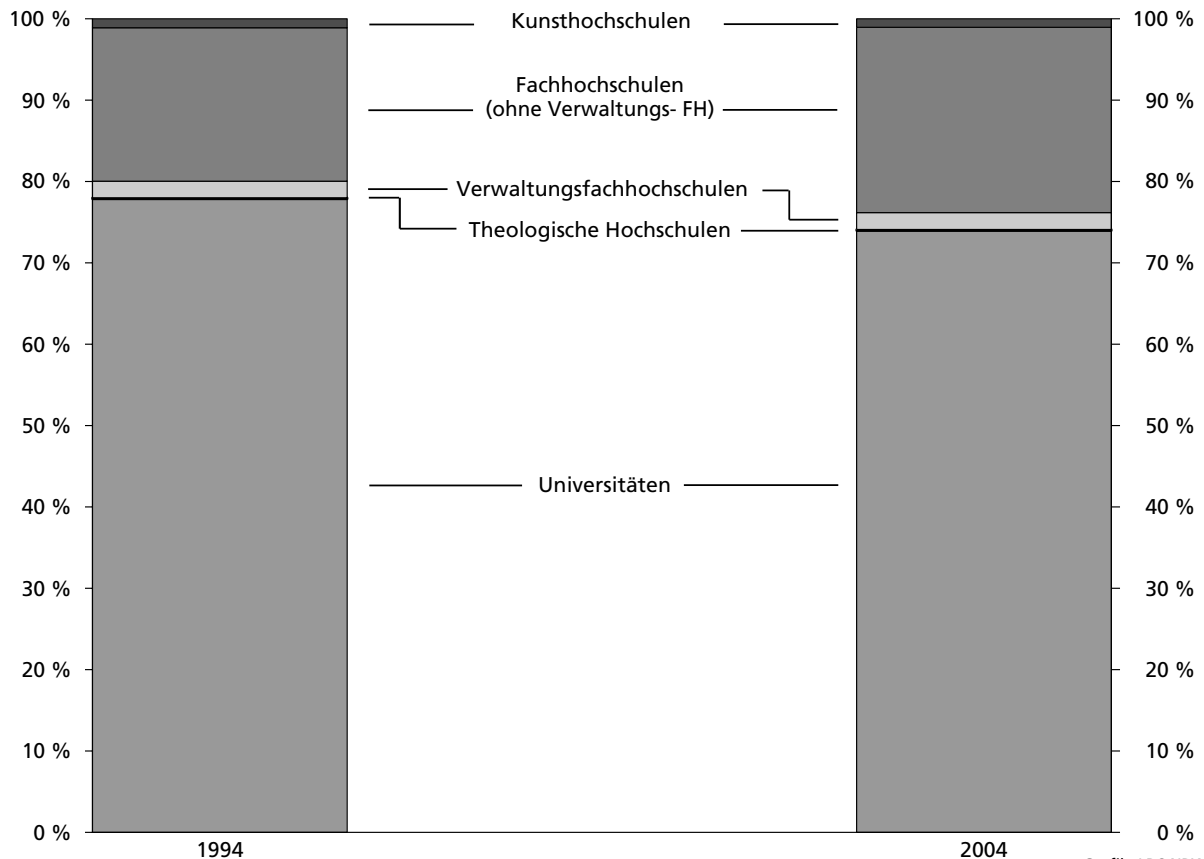 100 % Kunsthochschulen 100 %
Fachhochschulen
90 % (ohne Verwaltungs- FH) 90 %
80 % Verwaltungsfachhochschulen 80 %
Theologische Hochschulen
70 % 70 %
60 % 60 %
50 % 50 %
Universitäten
40 % 40 %
30 % 30 %
20 % 20 %
10 % 10 %
0 % 0 %
1994 2004